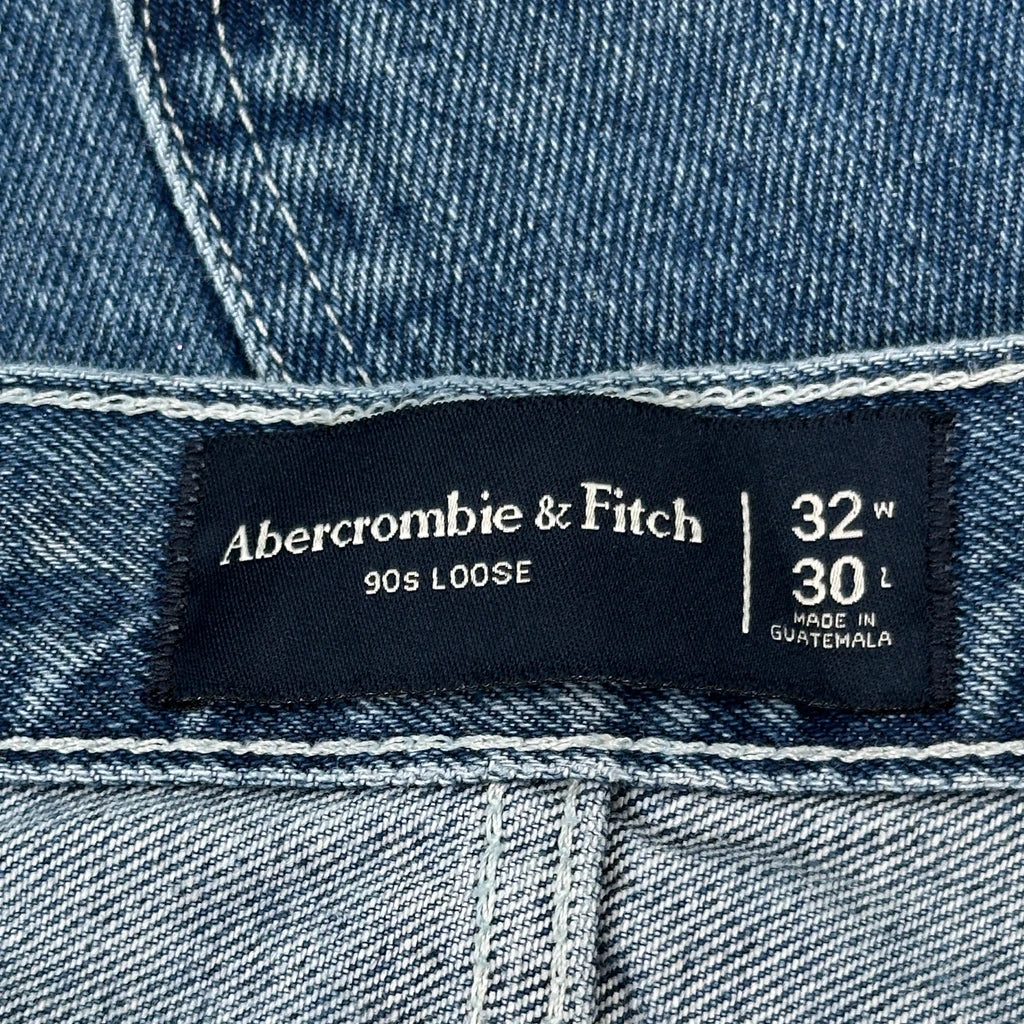 Abercrombie & Fitch
90s LOOSE
32 W
30 L
MADE IN
GUATEMALA